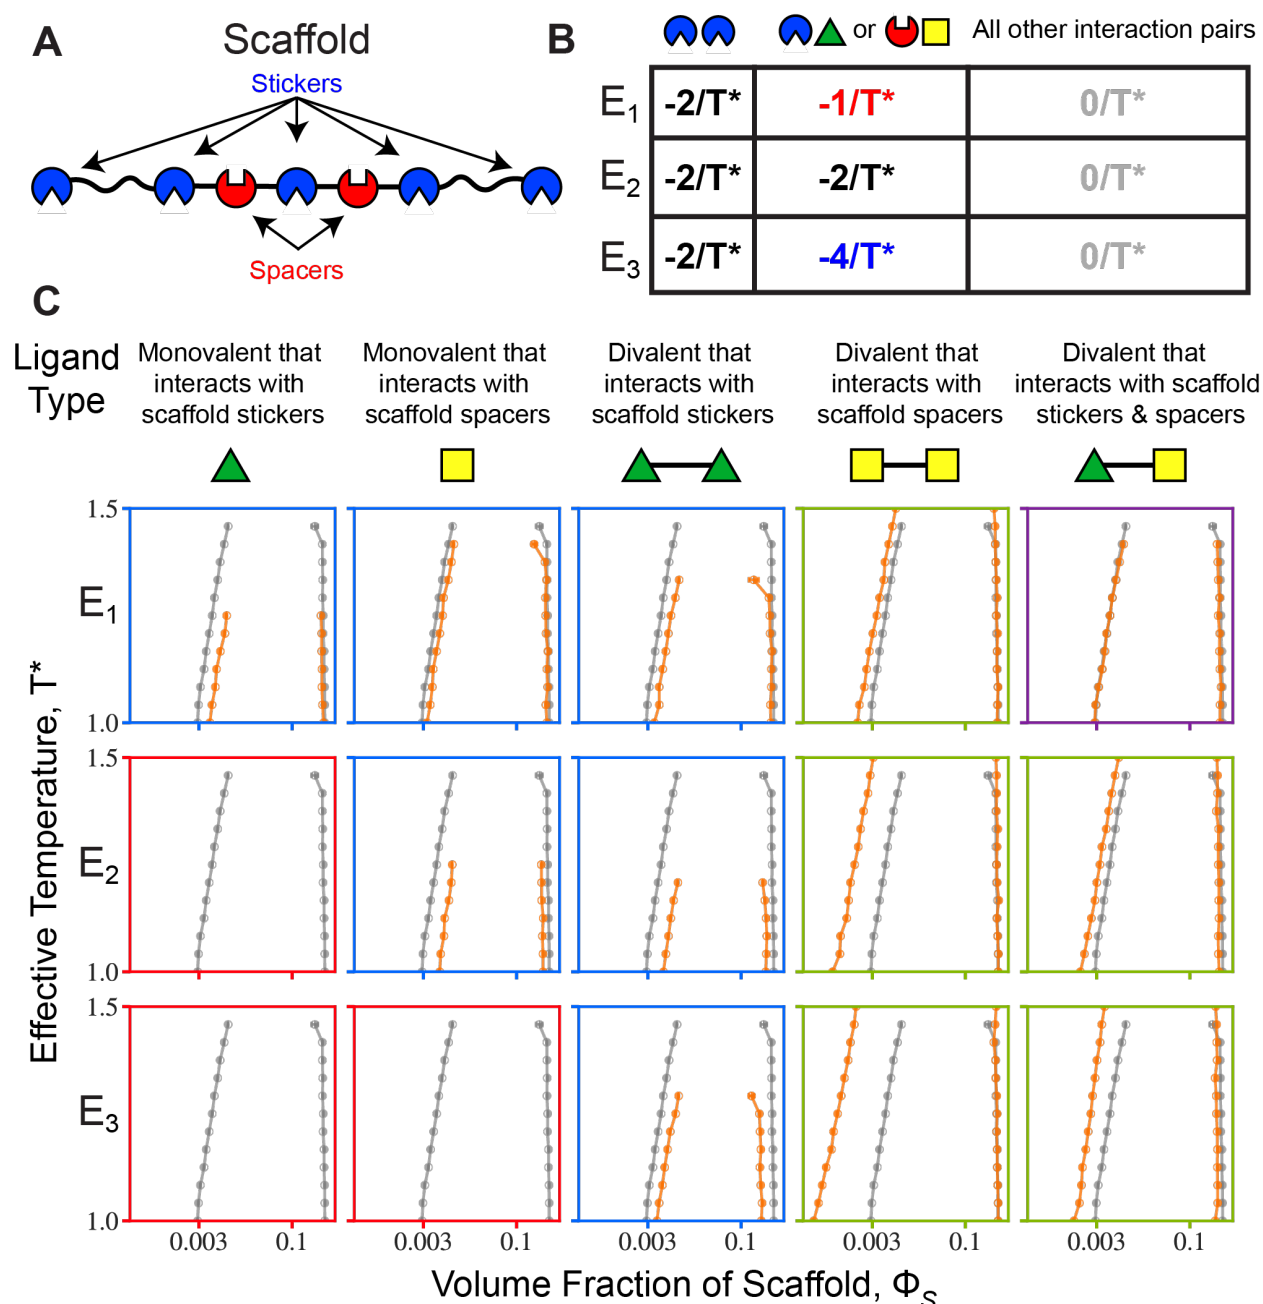 A
Scaffold
Stickers
Spacers
B
or
All other interaction pairs
E1 -2/T* -1/T* 0/T*
E2 -2/T* -2/T* 0/T*
E3 -2/T* -4/T* 0/T*
C
Ligand
Type
Monovalent that
interacts with
scaffold stickers
Monovalent that
interacts with
scaffold spacers
Divalent that
interacts with
scaffold stickers
Divalent that
interacts with
scaffold spacers
Divalent that
interacts with scaffold
stickers & spacers
Effective Temperature, T*
1.5
E1
1.0
1.5
E2
1.0
1.5
E3
1.0
0.003 0.1 0.003 0.1 0.003 0.1 0.003 0.1 0.003 0.1
Volume Fraction of Scaffold, ΦS